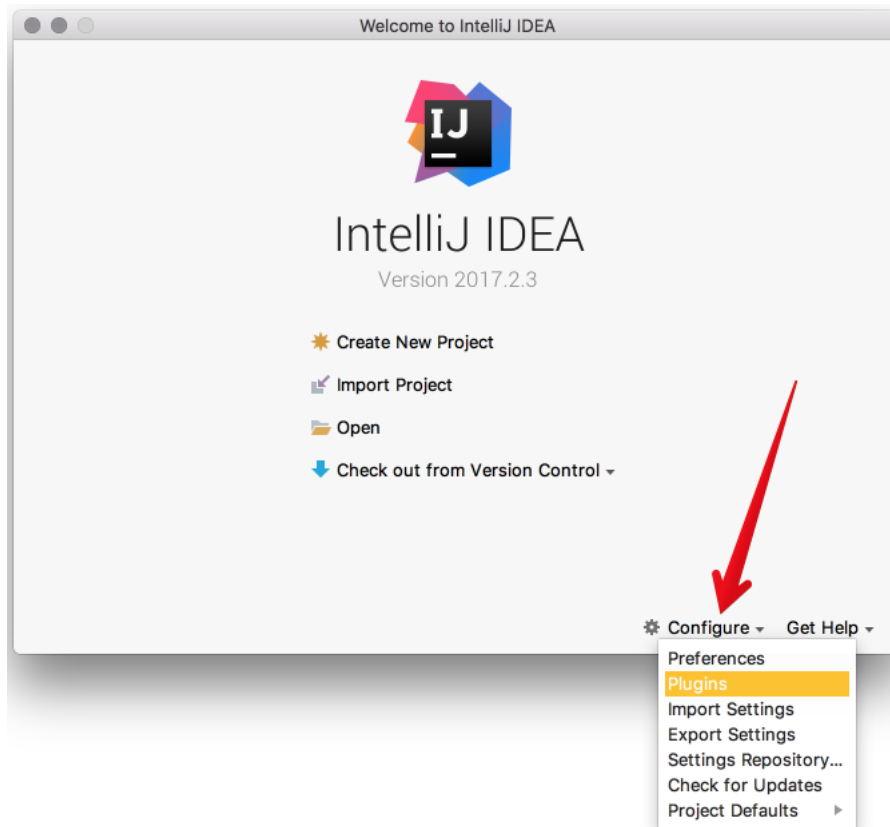 Welcome to IntelliJ IDEA
IJ
IntelliJ IDEA
Version 2017.2.3
Create New Project
Import Project
Open
Check out from Version Control
Configure Get Help
Preferences
Plugins
Import Settings
Export Settings
Settings Repository...
Check for Updates
Project Defaults